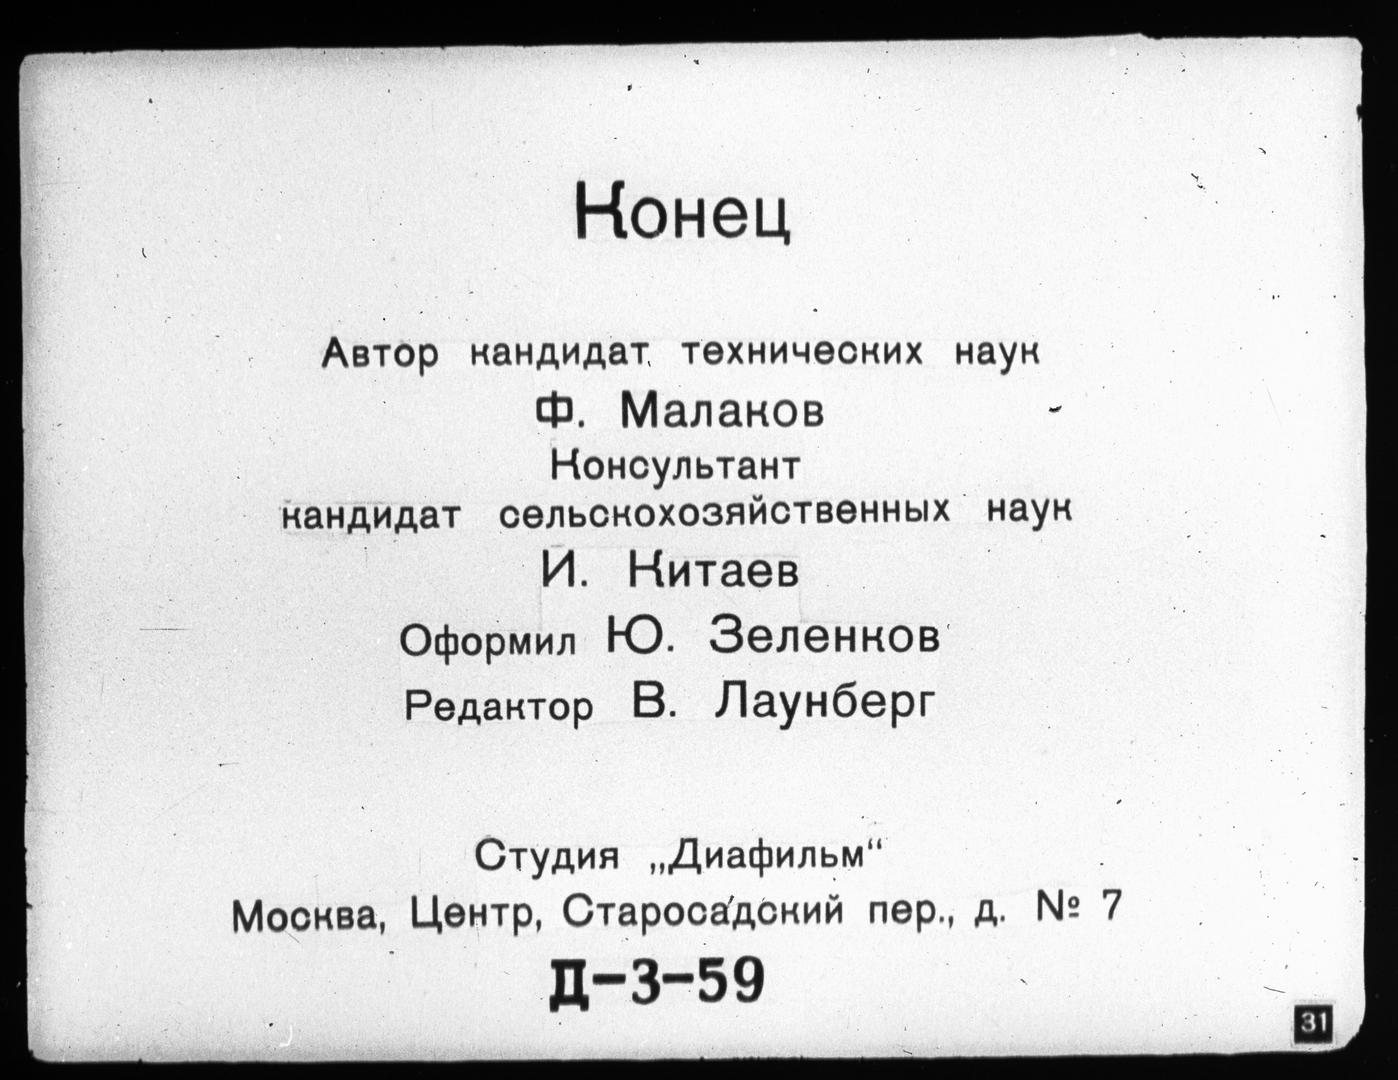 Конец
Автор кандидат технических наук
Ф. Малаков
Консультант
кандидат сельскохозяйственных наук
И. Китаев
Оформил Ю. Зеленков
Редактор В. Лаунберг
Студия „Диафильм“
Москва, Центр, Старосадский пер., д. № 7
Д-3-59
31